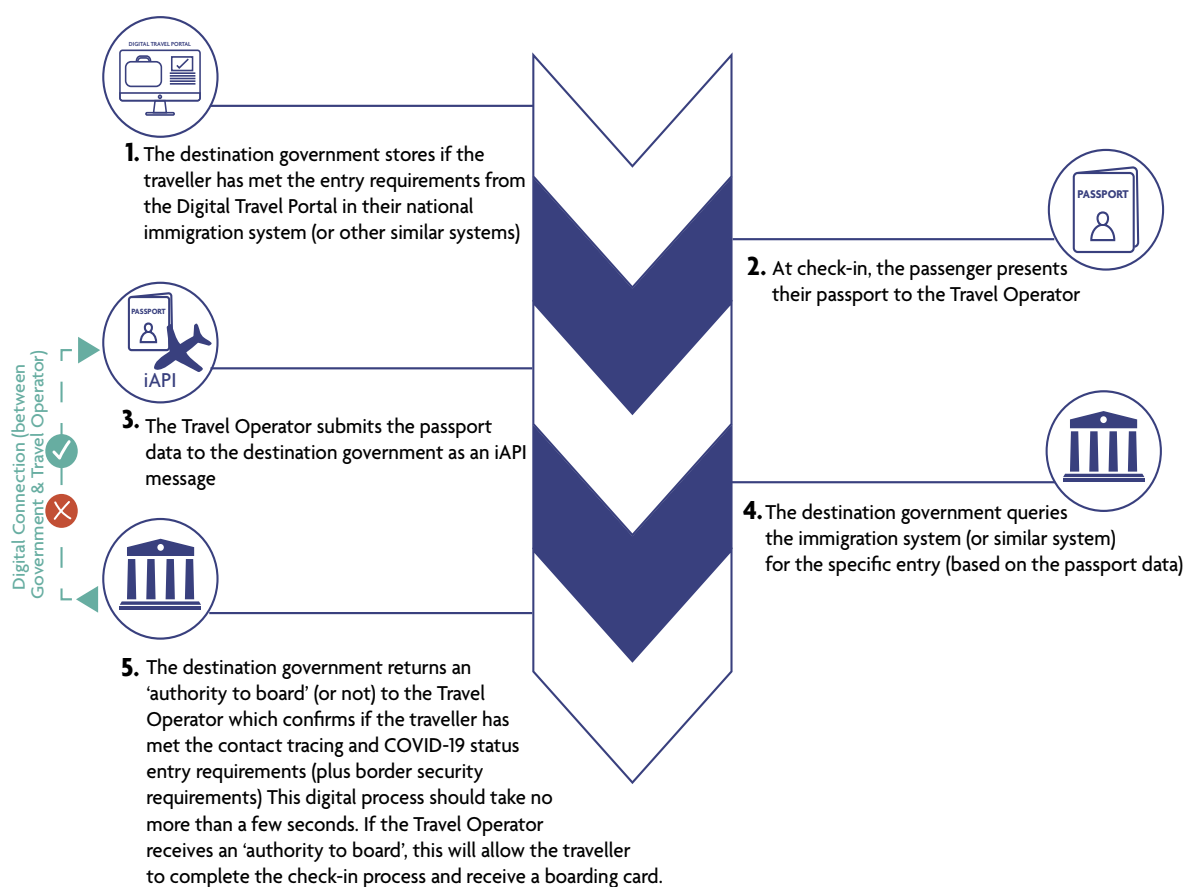 DIGITAL TRAVEL PORTAL
1. The destination government stores if the
traveller has met the entry requirements from
the Digital Travel Portal in their national
immigration system (or other similar systems)
PASSPORT
2. At check-in, the passenger presents
their passport to the Travel Operator
PASSPORT
iAPI
3. The Travel Operator submits the passport
data to the destination government as an iAPI
message
Digital Connection (between
Government & Travel Operator)
4. The destination government queries
the immigration system (or similar system)
for the specific entry (based on the passport data)
5. The destination government returns an
‘authority to board’ (or not) to the Travel
Operator which confirms if the traveller has
met the contact tracing and COVID-19 status
entry requirements (plus border security
requirements) This digital process should take no
more than a few seconds. If the Travel Operator
receives an ‘authority to board’, this will allow the traveller
to complete the check-in process and receive a boarding card.